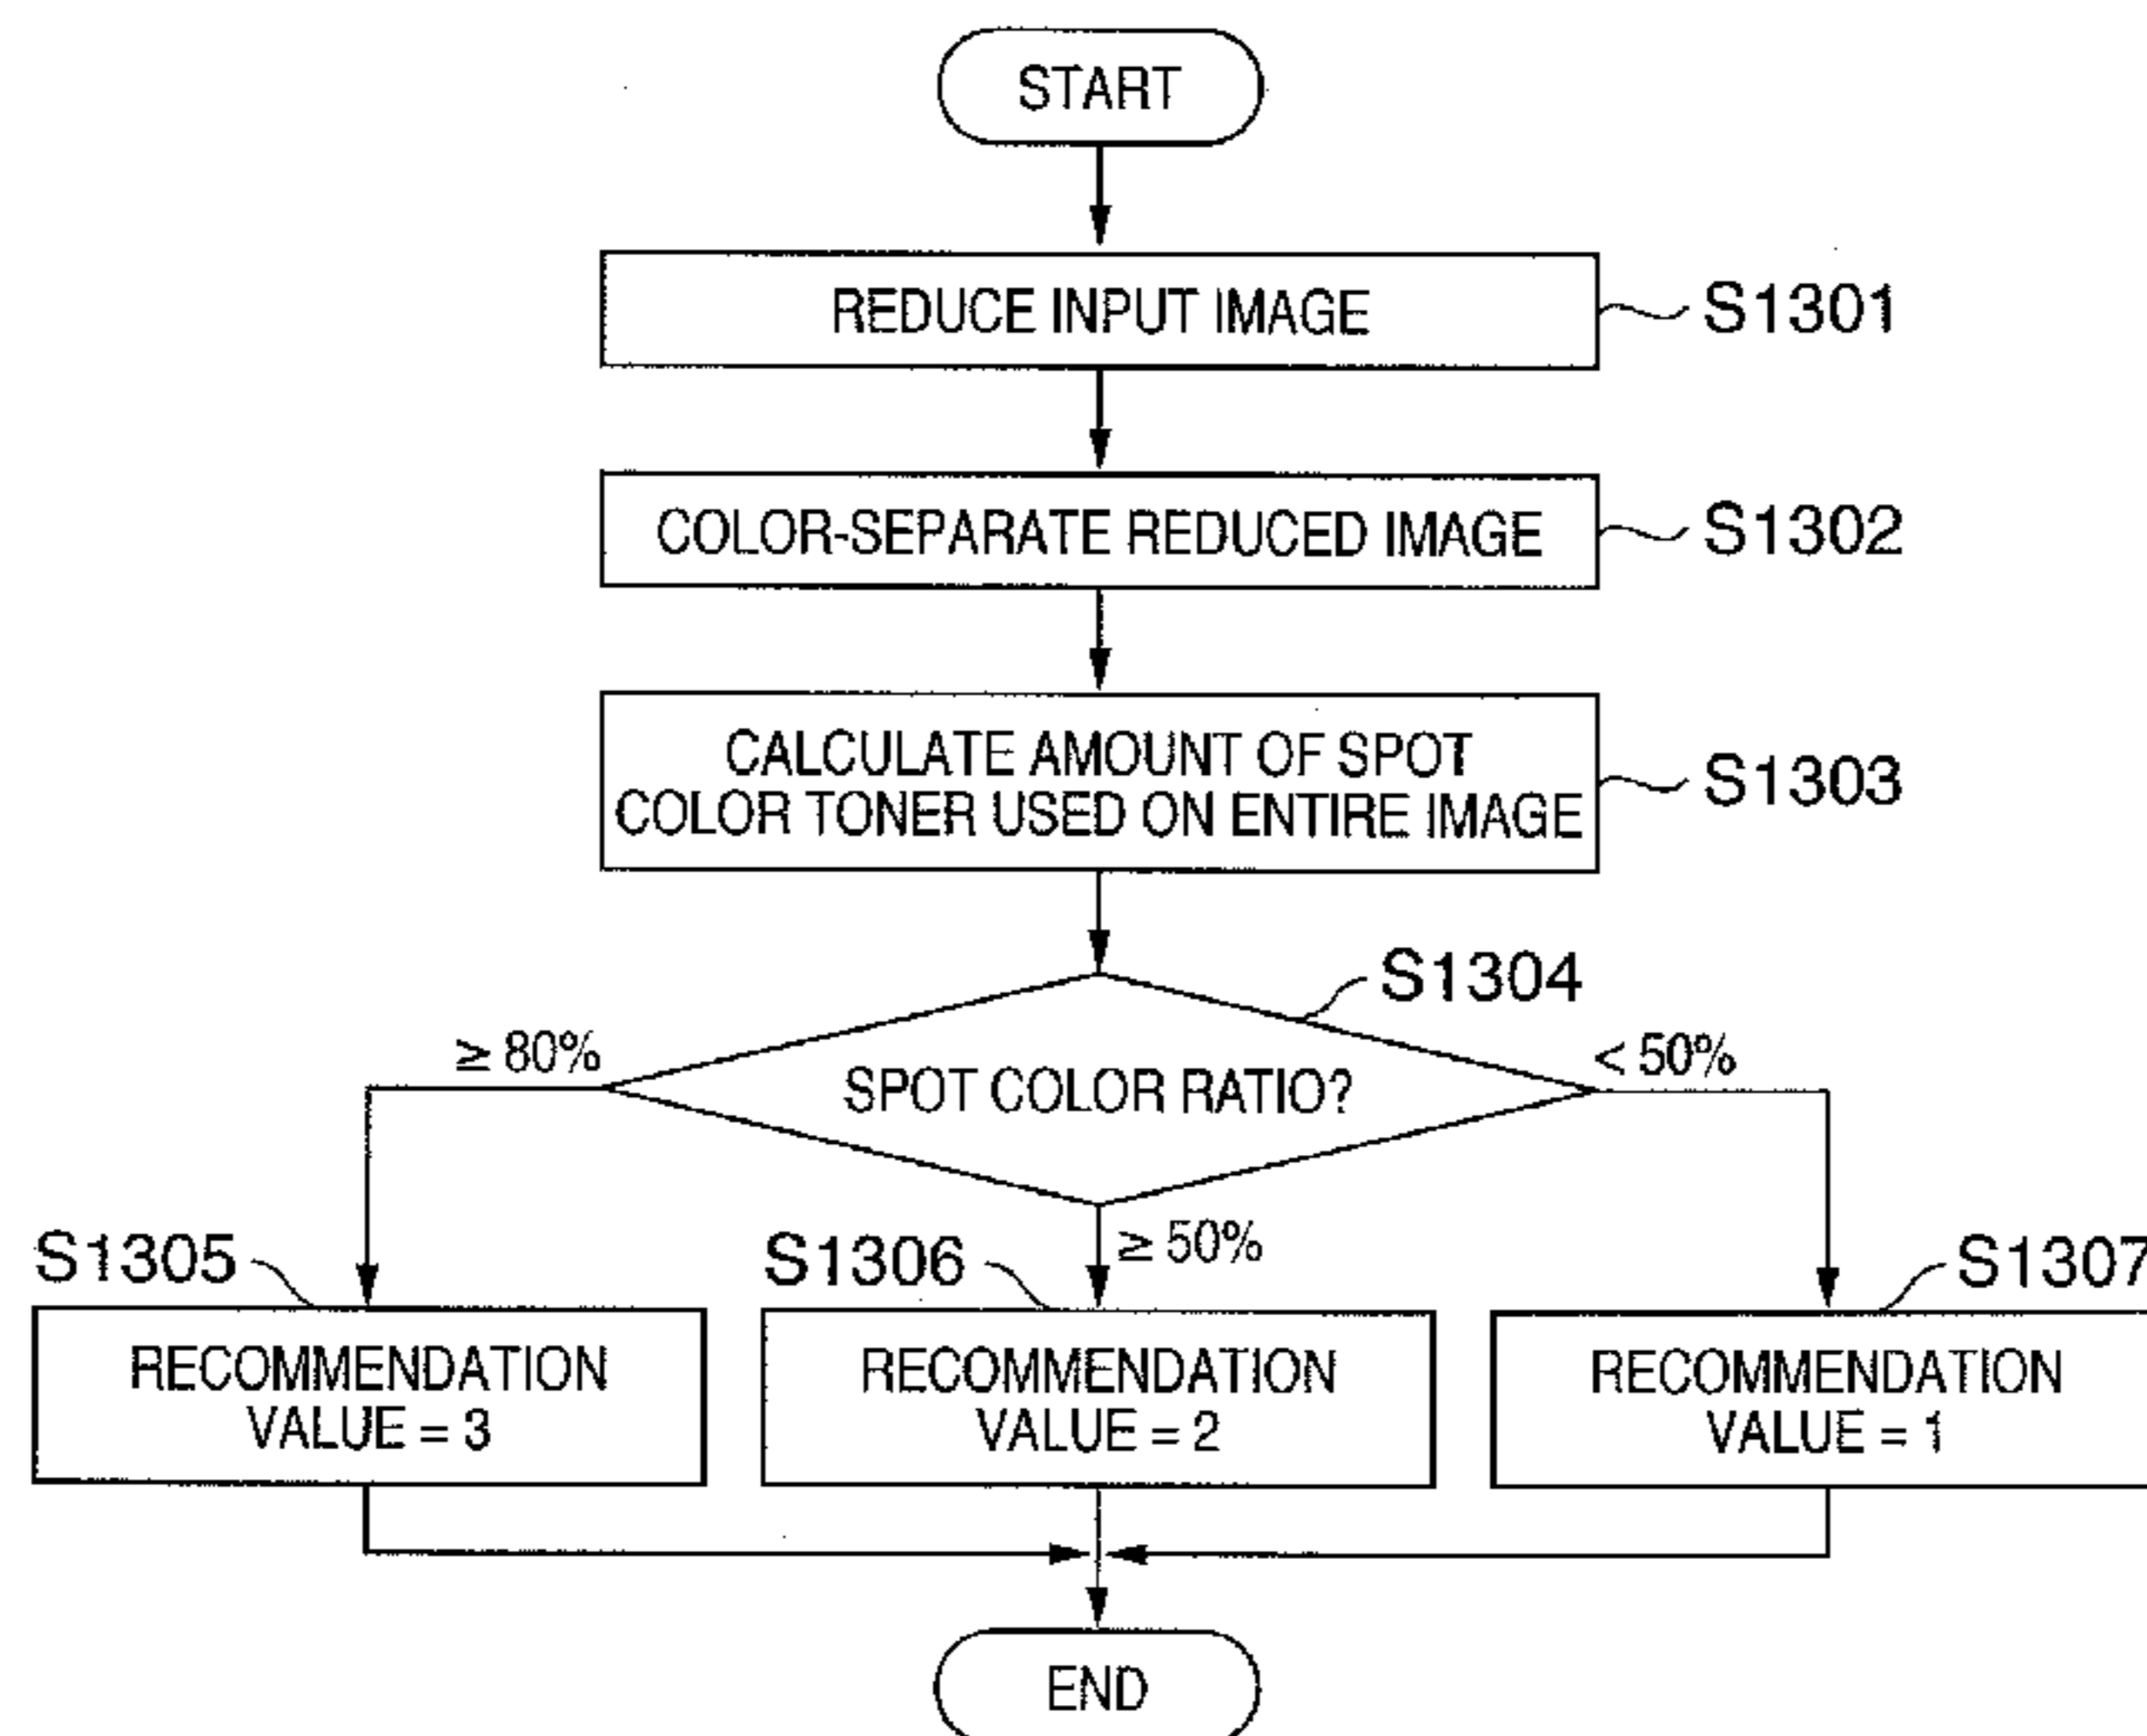 START
REDUCE INPUT IMAGE
S1301
COLOR-SEPARATE REDUCED IMAGE
S1302
CALCULATE AMOUNT OF SPOT
COLOR TONER USED ON ENTIRE IMAGE
S1303
S1304
≥ 80%
SPOT COLOR RATIO?
< 50%
≥ 50%
S1305
S1306
S1307
RECOMMENDATION
VALUE = 3
RECOMMENDATION
VALUE = 2
RECOMMENDATION
VALUE = 1
END